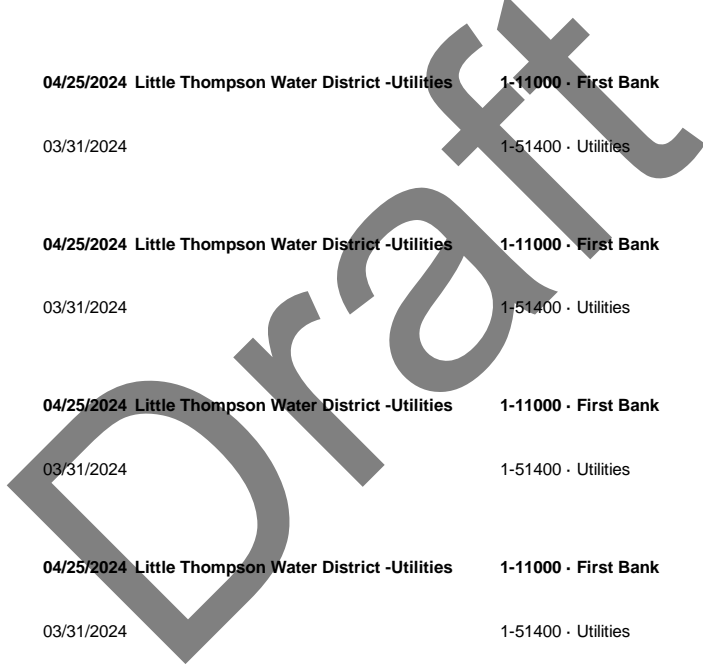 04/25/2024 Little Thompson Water District -Utilities 1-11000 · First Bank
03/31/2024 1-51400 · Utilities
04/25/2024 Little Thompson Water District -Utilities 1-11000 · First Bank
03/31/2024 1-51400 · Utilities
04/25/2024 Little Thompson Water District -Utilities 1-11000 · First Bank
03/31/2024 1-51400 · Utilities
04/25/2024 Little Thompson Water District -Utilities 1-11000 · First Bank
03/31/2024 1-51400 · Utilities
Draft